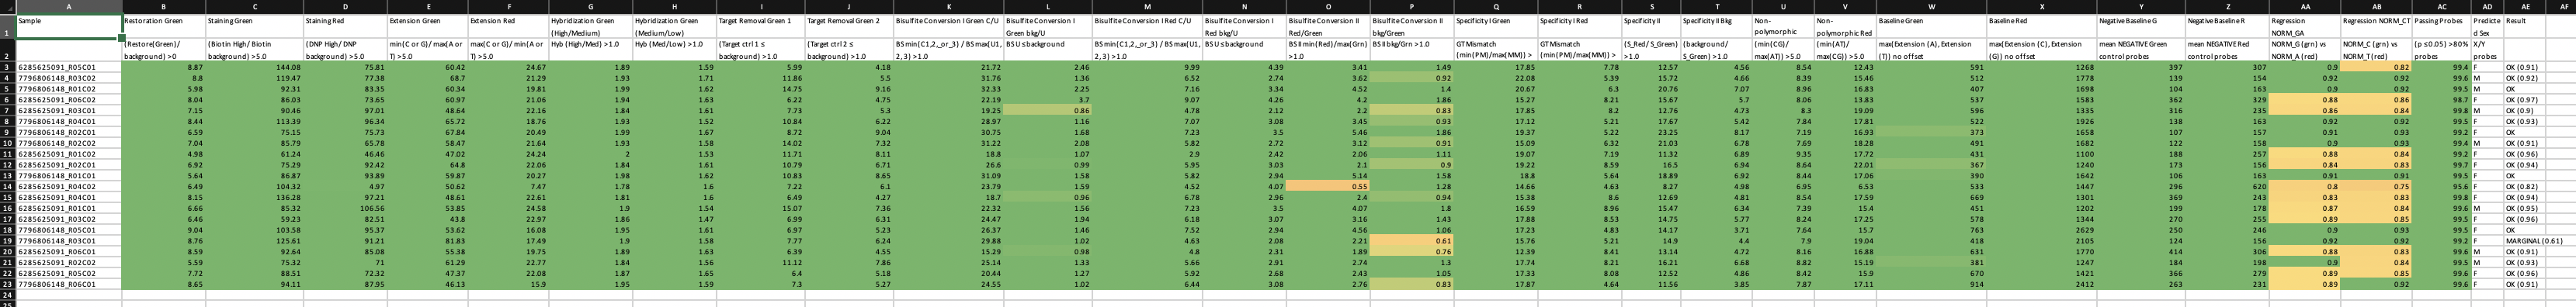 A B C D E F G H I J K L M N O P Q R S T U V W X Y Z AA AB AC AD AE AF
1 Sample Restoration Green Staining Green Staining Red Extension Green Extension Red Hybridization Green (High/Medium) Hybridization Green (Medium/Low) Target Removal Green 1 Target Removal Green 2 Bisulfite Conversion I Green C/U Bisulfite Conversion I Green bkg/U Bisulfite Conversion I Red C/U Bisulfite Conversion I Red bkg/U Bisulfite Conversion II Red/Green Bisulfite Conversion II bkg/Green Specificity I Green Specificity I Red Specificity II Specificity II Bkg Non-polymorphic Non-polymorphic Red Baseline Green Baseline Red Negative Baseline G Negative Baseline R Regression NORM_GA Regression NORM_CT Passing Probes Predicte d Sex Result
2 (Restore(Green)/ background) >0 (Biotin High/ Biotin background) >5.0 (DNP High/ DNP background) >5.0 min(C or G)/ max(A or T) >5.0 max(C or G)/ min(A or T) >5.0 Hyb (High/Med) >1.0 Hyb (Med/Low) >1.0 (Target ctrl 1 ≤ background) >1.0 (Target ctrl 2 ≤ background) >1.0 BS min(C1,2,_or_3) / BS max(U1, 2, 3) >1.0 BS U ≤ background BS min(C1,2,_or_3) / BS max(U1, 2, 3) >1.0 BS U ≤ background BS II min(Red)/max(Grn) >1.0 BS II bkg/Grn >1.0 GT Mismatch (min(PM)/max(MM)) > GT Mismatch (min(PM)/max(MM)) > (S_Red/ S_Green) >1.0 (background/ S_Green) >1.0 (min(CG)/ max(AT)) >5.0 (min(AT)/ max(CG)) >5.0 max(Extension (A), Extension (T)) no offset max(Extension (C), Extension (G)) no offset mean NEGATIVE Green control probes mean NEGATIVE Red control probes NORM_G (grn) vs NORM_A (red) NORM_C (grn) vs NORM_T (red) (p ≤0.05) >80% probes X/Y probes
3 6285625091_R05C01 8.87 144.08 75.81 60.42 24.67 1.89 1.59 5.99 4.18 21.72 2.46 9.99 4.39 3.41 1.49 17.85 7.78 12.57 4.56 8.54 12.43 591 1268 397 307 0.9 0.82 99.4 F OK (0.91)
4 7796806148_R03C02 8.8 119.47 77.38 68.7 21.29 1.93 1.71 11.86 5.5 31.76 1.36 6.52 2.74 3.62 0.92 22.08 5.39 15.72 4.66 8.39 15.46 512 1778 139 154 0.92 0.92 99.6 M OK (0.92)
5 7796806148_R01C02 5.98 92.31 83.35 60.34 19.81 1.99 1.62 14.75 9.16 32.33 2.25 7.16 3.34 4.52 1.4 20.67 6.3 20.76 7.07 8.96 16.83 407 1698 104 163 0.9 0.92 99.5 M OK
6 6285625091_R06C02 8.04 86.03 73.65 60.97 21.06 1.94 1.63 6.22 4.75 22.19 3.7 9.07 4.26 4.2 1.86 15.27 8.21 15.67 5.7 8.06 13.83 537 1583 362 329 0.88 0.86 98.7 F OK (0.97)
7 6285625091_R03C01 7.15 90.46 97.01 48.64 22.16 1.84 1.61 7.73 5.3 19.25 0.86 4.78 2.12 2.2 0.83 17.85 8.2 12.76 4.73 8.3 19.09 596 1335 316 235 0.86 0.84 99.5 M OK (0.9)
8 7796806148_R04C01 8.44 113.39 96.34 65.72 18.76 1.93 1.52 10.84 6.22 28.97 1.16 7.07 3.08 3.45 0.93 17.12 5.21 17.67 5.42 7.84 17.81 522 1926 138 163 0.92 0.92 99.5 F OK (0.93)
9 7796806148_R02C01 6.59 75.15 75.73 67.84 20.49 1.99 1.67 8.72 9.04 30.75 1.68 7.23 3.5 5.46 1.86 19.37 5.22 23.25 8.17 7.19 16.93 373 1658 107 157 0.91 0.93 99.2 F OK
10 7796806148_R02C02 7.04 85.79 65.78 58.47 21.64 1.93 1.58 14.02 7.32 31.22 2.08 5.82 2.72 3.12 0.91 15.09 6.32 21.03 6.78 7.69 18.28 491 1682 122 158 0.9 0.93 99.4 M OK (0.91)
11 6285625091_R01C02 4.98 61.24 46.46 47.02 24.24 2 1.53 11.71 8.11 18.8 1.07 2.9 2.42 2.06 1.11 19.07 7.19 11.32 6.89 9.35 17.72 431 1100 188 257 0.88 0.84 99.2 F OK (0.96)
12 6285625091_R02C02 6.92 75.29 92.42 64.8 22.06 1.84 1.61 10.79 6.71 26.6 0.99 5.95 3.03 2.1 0.9 19.22 8.59 16.5 6.94 8.64 22.01 367 1240 173 156 0.84 0.83 99.5 F OK (0.94)
13 7796806148_R01C01 5.64 86.87 93.89 59.87 20.27 1.98 1.62 10.83 8.65 31.09 1.58 5.82 2.94 5.14 1.58 18.8 5.64 18.89 6.92 8.44 17.06 390 1642 106 163 0.91 0.91 99.5 F OK
14 6285625091_R04C02 6.49 104.32 4.97 50.62 7.47 1.78 1.6 7.22 6.1 23.79 1.59 4.52 4.07 0.55 1.28 14.66 4.63 8.27 4.98 6.95 6.53 533 1447 296 620 0.8 0.75 95.6 F OK (0.82)
15 6285625091_R04C01 8.15 136.28 97.21 48.61 22.61 1.81 1.6 6.49 4.27 18.7 0.96 6.78 2.96 2.4 0.94 15.38 8.6 12.69 4.81 8.54 17.59 669 1301 369 243 0.83 0.83 99.6 F OK (0.94)
16 6285625091_R01C01 6.66 85.32 106.56 53.85 24.58 1.9 1.54 15.07 7.36 22.32 1.56 7.23 3.5 4.07 1.8 16.59 8.96 15.47 6.34 7.39 15.4 451 1202 199 178 0.87 0.84 99.6 M OK (0.95)
17 6285625091_R03C02 6.46 59.23 82.51 43.8 22.97 1.86 1.47 6.99 6.31 24.47 1.94 6.18 3.07 3.16 1.43 17.88 8.53 14.75 5.77 8.24 17.25 578 1344 270 255 0.89 0.85 99.5 F OK (0.96)
18 7796806148_R05C01 9.04 103.58 95.37 53.62 16.08 1.95 1.61 6.97 5.23 26.37 1.46 7.52 2.94 4.56 1.06 17.23 4.83 14.17 3.71 7.64 15.7 763 2629 250 246 0.9 0.93 99.5 F OK
19 7796806148_R03C01 8.76 125.61 91.21 81.83 17.49 1.9 1.58 7.77 6.24 29.88 1.02 4.63 2.08 2.21 0.61 15.76 5.21 14.9 4.4 7.9 19.04 418 2105 124 156 0.92 0.92 99.6 F MARGINAL (0.61)
20 6285625091_R06C01 8.59 92.64 85.08 55.38 19.75 1.89 1.63 6.39 4.55 15.29 0.98 4.8 2.31 1.89 0.76 12.39 8.41 13.14 4.72 8.16 16.88 631 1770 414 306 0.88 0.83 99.6 M OK (0.91)
21 6285625091_R02C01 5.59 75.32 71 61.29 22.77 1.84 1.56 11.12 7.86 25.14 1.33 5.66 2.91 2.74 1.3 17.74 8.21 16.21 6.68 8.82 15.19 381 1247 184 198 0.9 0.84 99.5 M OK (0.93)
22 6285625091_R05C02 7.72 88.51 72.32 47.37 22.08 1.87 1.65 6.4 5.18 20.44 1.27 5.92 2.68 2.43 1.05 17.33 8.08 12.52 4.86 8.42 15.9 670 1421 366 279 0.89 0.85 99.6 F OK (0.96)
23 7796806148_R06C01 8.65 94.11 87.95 46.13 15.9 1.95 1.59 7.3 5.27 24.55 1.02 6.44 3.08 2.76 0.83 17.87 4.64 11.56 3.85 7.87 17.11 914 2412 263 231 0.89 0.92 99.6 M OK (0.91)
24